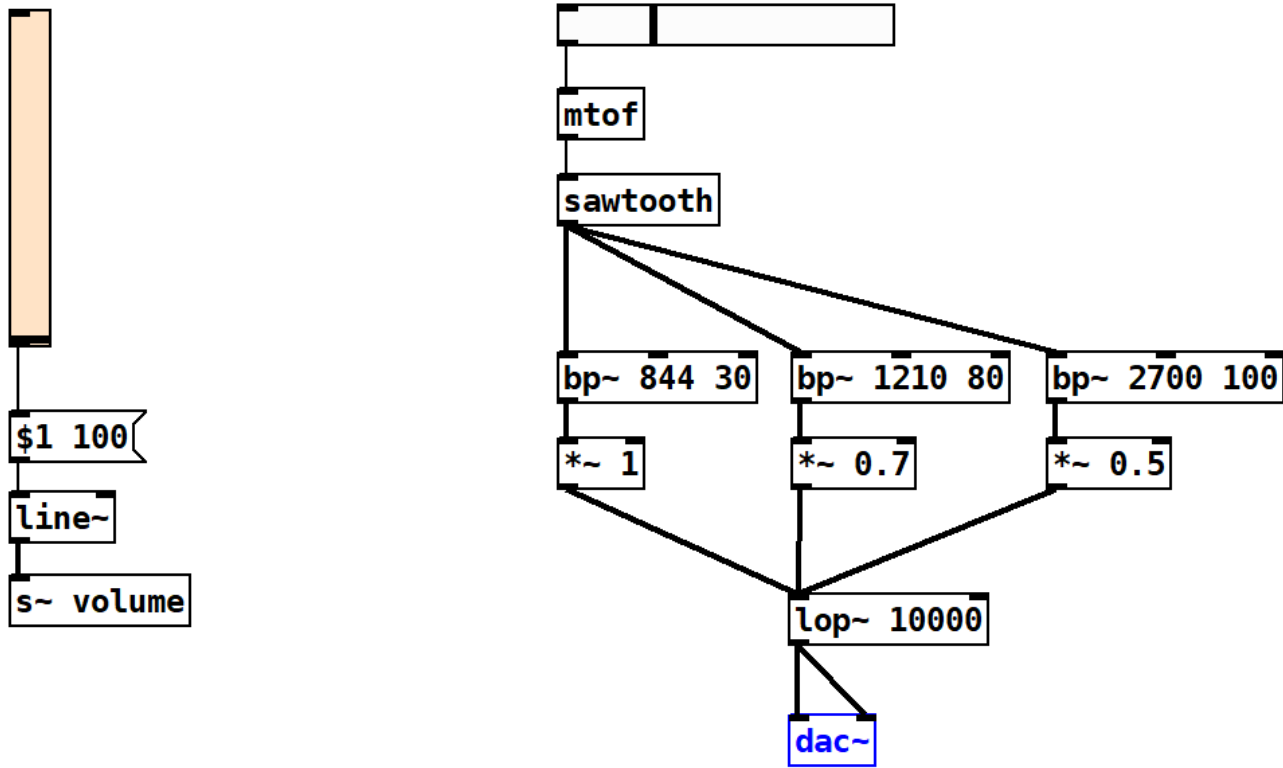 mtof
sawtooth
bp~ 844 30
bp~ 1210 80
bp~ 2700 100
$1 100
*~ 1
*~ 0.7
*~ 0.5
line~
s~ volume
lop~ 10000
dac~